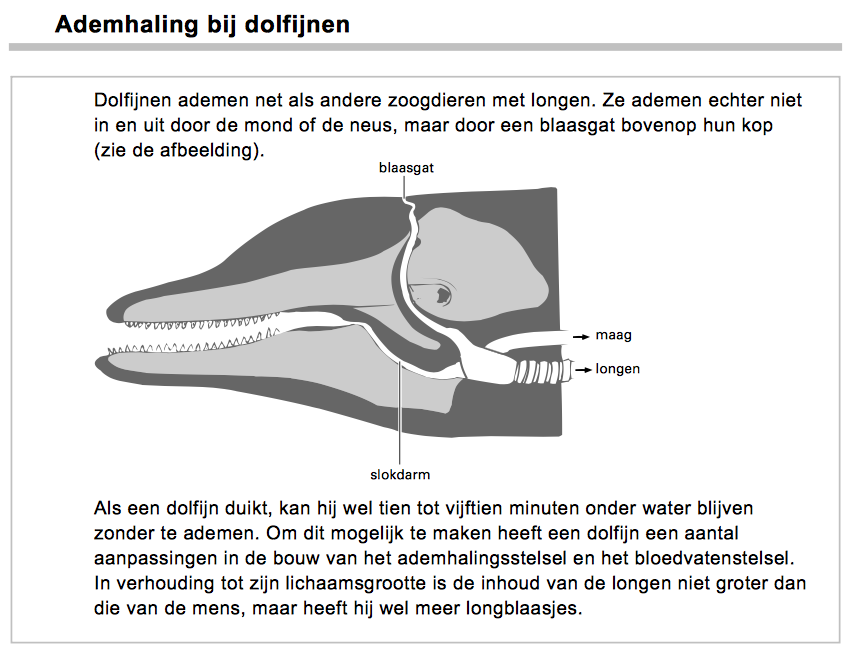 Ademhaling bij dolfijnen
Dolfijnen ademen net als andere zoogdieren met longen. Ze ademen echter niet
in en uit door de mond of de neus, maar door een blaasgat bovenop hun kop
(zie de afbeelding).
blaasgat
maag
longen
slokdarm
Als een dolfijn duikt, kan hij wel tien tot vijftien minuten onder water blijven
zonder te ademen. Om dit mogelijk te maken heeft een dolfijn een aantal
aanpassingen in de bouw van het ademhalingsstelsel en het bloedvatenstelsel.
In verhouding tot zijn lichaamsgrootte is de inhoud van de longen niet groter dan
die van de mens, maar heeft hij wel meer longblaasjes.